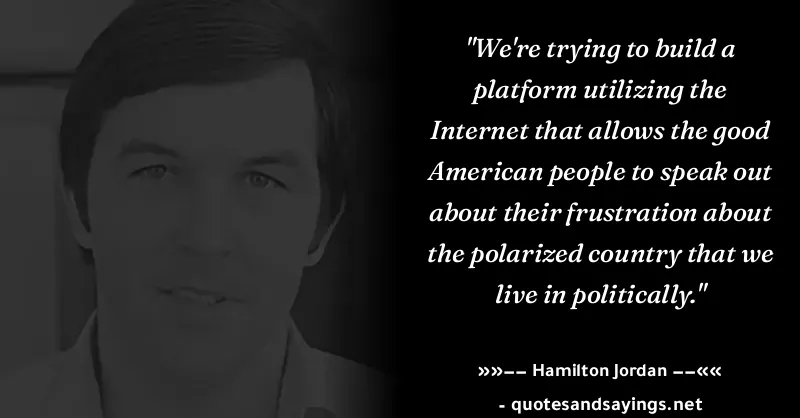 "We're trying to build a
platform utilizing the
Internet that allows the good
American people to speak out
about their frustration about
the polarized country that we
live in politically."
»»−− Hamilton Jordan −−««
- quotesandsayings.net